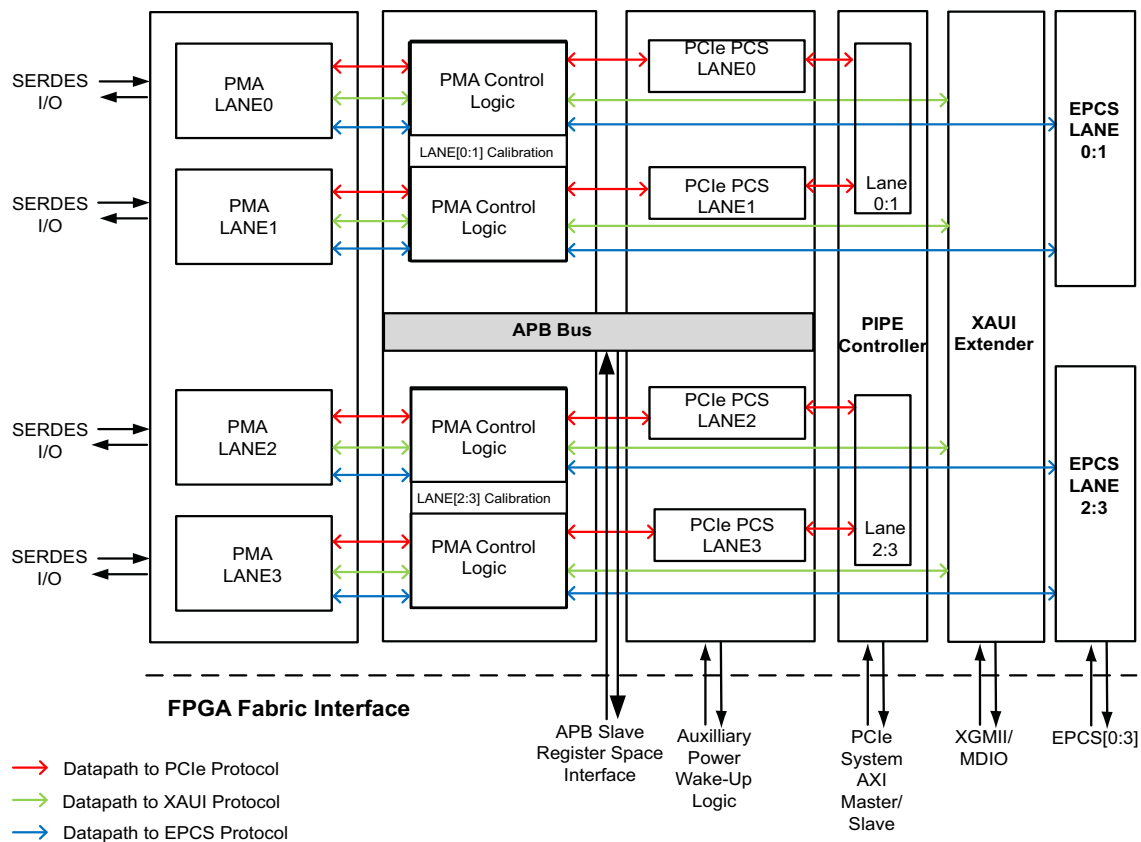 SERDES
I/O
PMA
LANE0
PMA Control
Logic
PCIe PCS
LANE0
EPCS
LANE
0:1
LANE[0:1] Calibration
SERDES
I/O
PMA
LANE1
PMA Control
Logic
PCIe PCS
LANE1
Lane
0:1
APB Bus
PIPE
Controller
XAUI
Extender
SERDES
I/O
PMA
LANE2
PMA Control
Logic
PCIe PCS
LANE2
EPCS
LANE
2:3
LANE[2:3] Calibration
SERDES
I/O
PMA
LANE3
PMA Control
Logic
PCIe PCS
LANE3
Lane
2:3
FPGA Fabric Interface
APB Slave
Register Space
Interface
Auxilliary
Power
Wake-Up
Logic
PCIe
System
AXI
Master/
Slave
XGMII/
MDIO
EPCS[0:3]
Datapath to PCIe Protocol
Datapath to XAUI Protocol
Datapath to EPCS Protocol